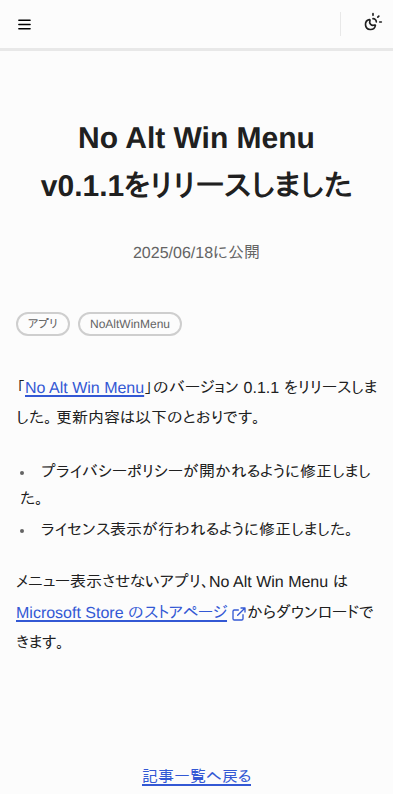 No Alt Win Menu
v0.1.1をリリースしました
2025/06/18に公開
アプリ
NoAltWinMenu
「No Alt Win Menu」のバージョン 0.1.1 をリリースしま
した。更新内容は以下のとおりです。
• プライバシーポリシーが開かれるように修正しまし
た。
• ライセンス表示が行われるように修正しました。
メニュー表示させないアプリ、No Alt Win Menu は
Microsoft Store のストアページ からダウンロードで
きます。
記事一覧へ戻る